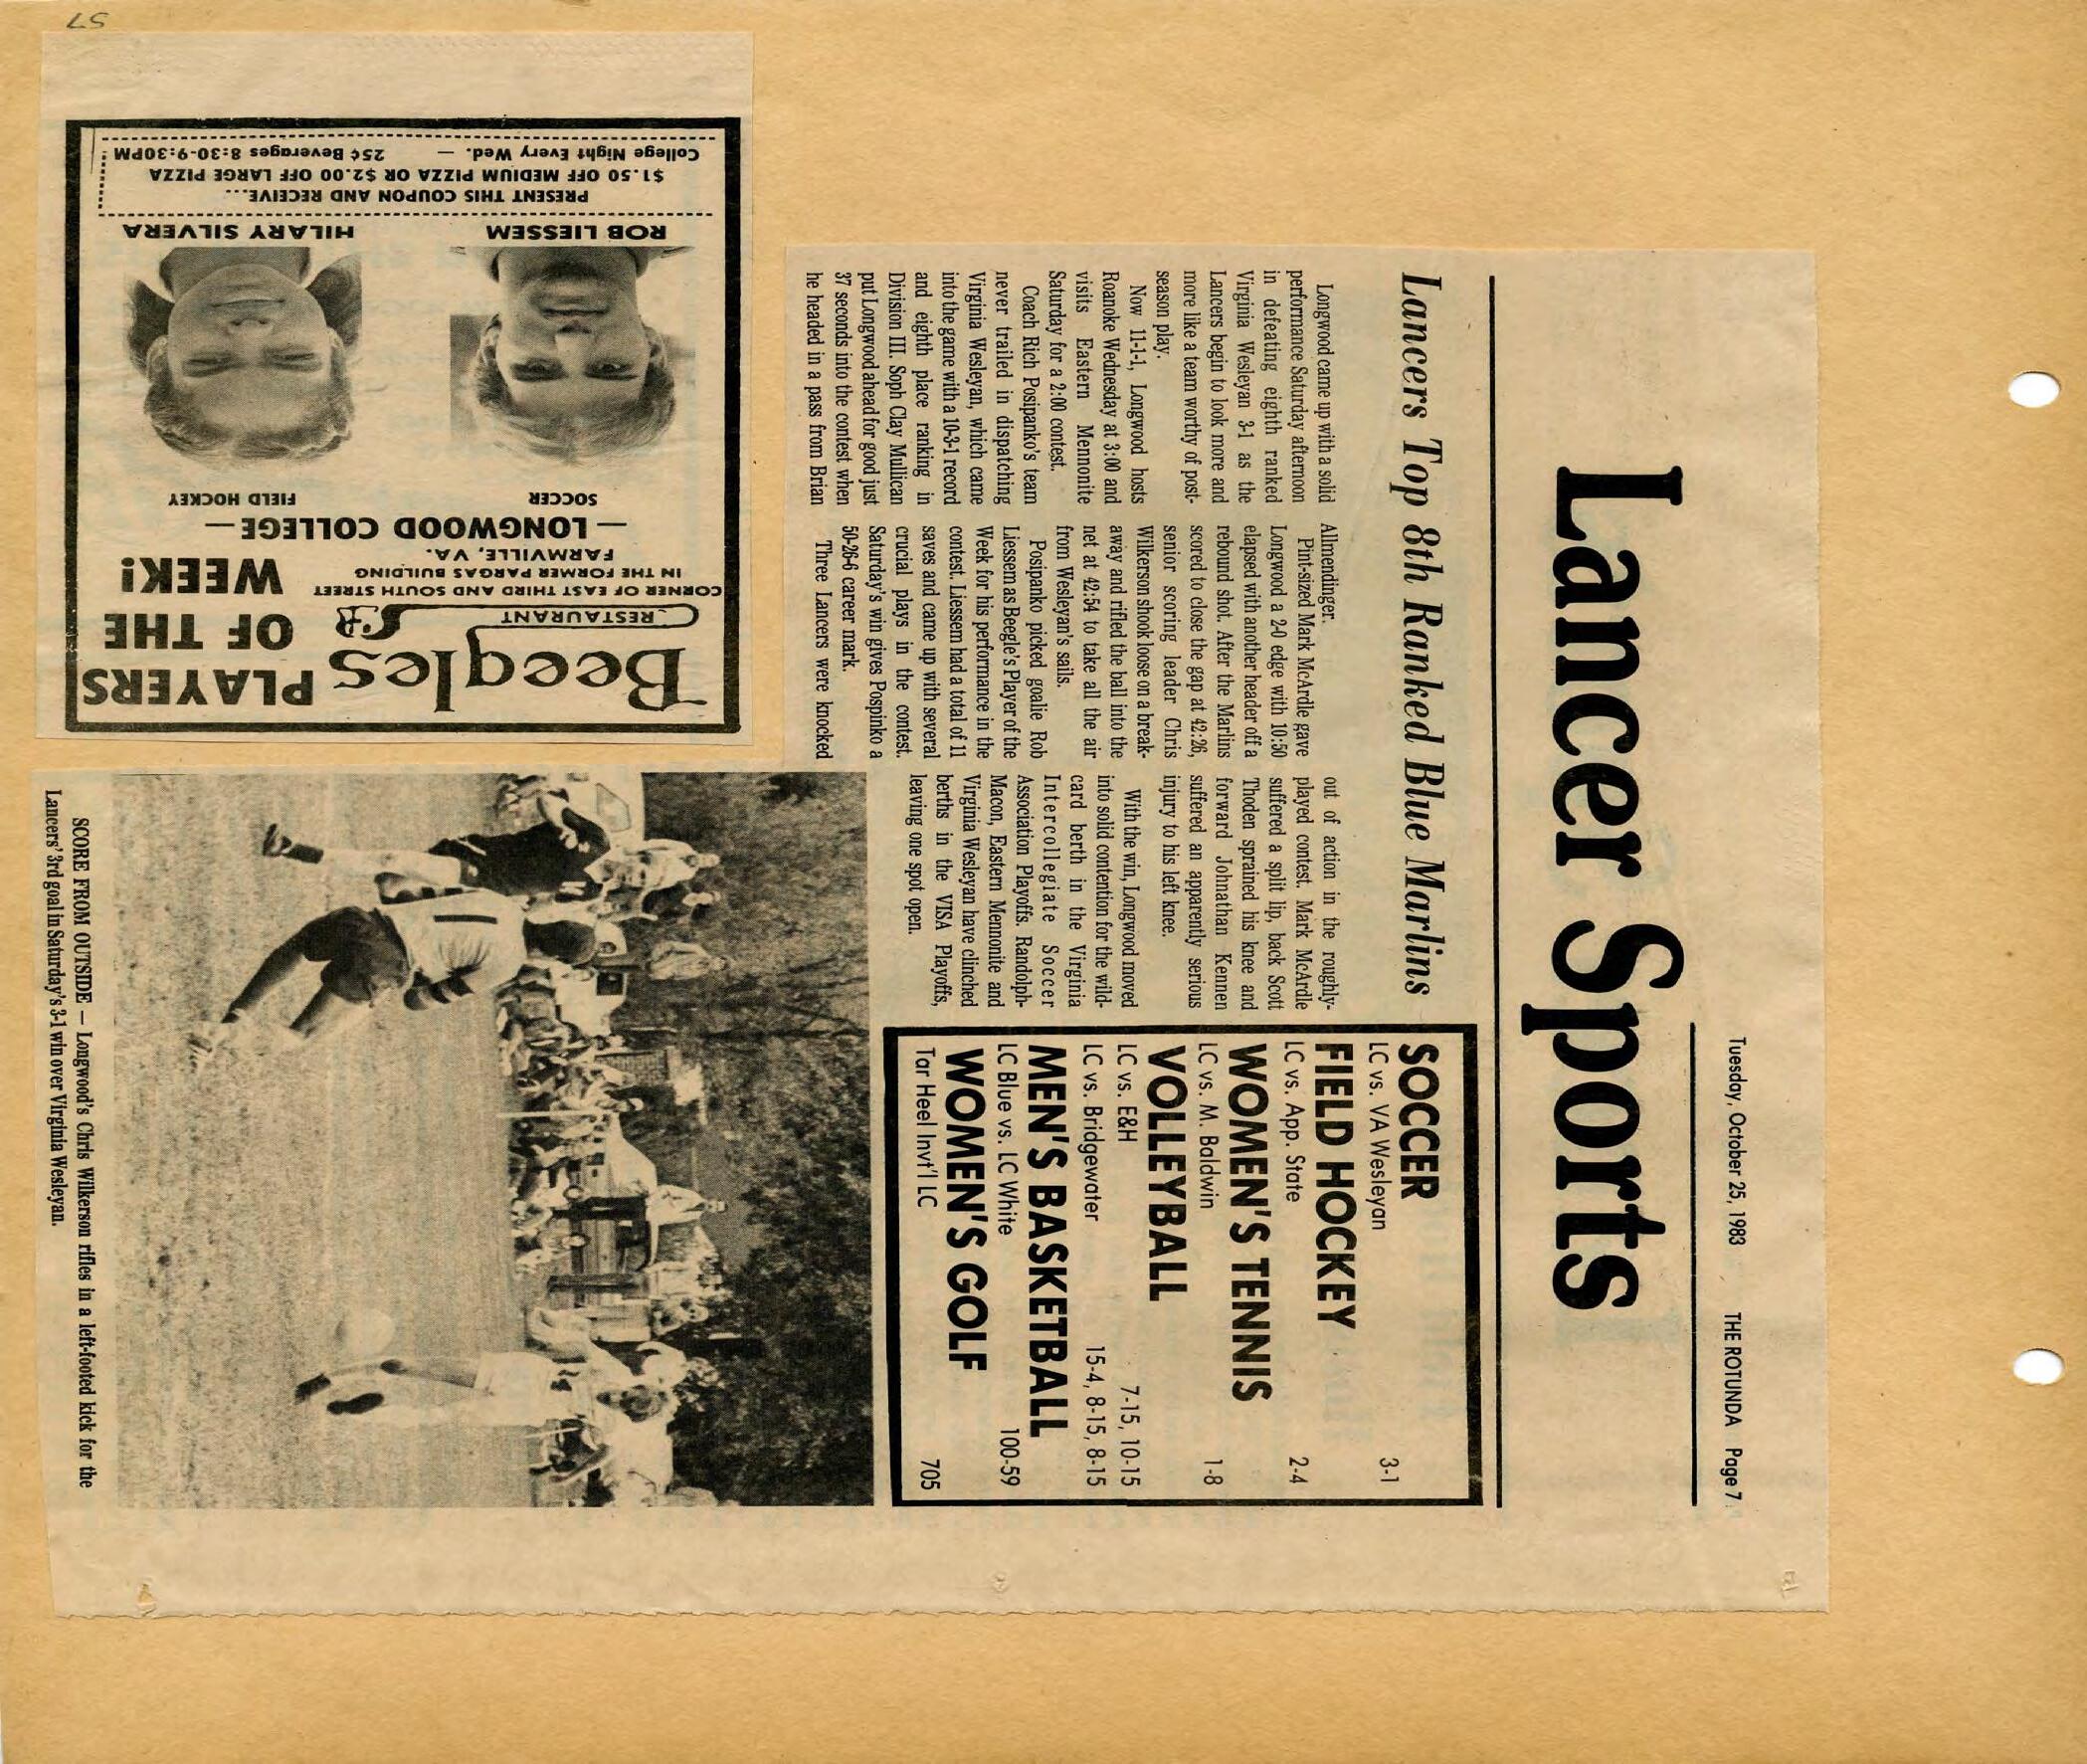 57
Tuesday, October 25, 1983 THE ROTUNDA Page 7
Lancer Sports
Lancers Top 8th Ranked Blue Marlins
Longwood came up with a solid
performance Saturday afternoon
in defeating eighth ranked
Virginia Wesleyan 3-1 as the
Lancers begin to look more and
more like a team worthy of post-
season play.
Now 11-1-1, Longwood hosts
Roanoke Wednesday at 3:00 and
visits Eastern Mennonite
Saturday for a 2:00 contest.
Coach Rich Posipanko's team
never trailed in dispatching
Virginia Wesleyan, which came
into the game with a 10-3-1 record
and eighth place ranking in
Division III. Soph Clay Mullican
put Longwood ahead for good just
37 seconds into the contest when
he headed in a pass from Brian
Allmendinger.
Pint-sized Mark McArdle gave
Longwood a 2-0 edge with 10:50
elapsed with another header off a
rebound shot. After the Marlins
scored to close the gap at 42:26,
senior scoring leader Chris
Wilkerson shook loose on a break-
away and rifled the ball into the
net at 42:54 to take all the air
from Wesleyan's sails.
Posipanko picked goalie Rob
Liessem as Beegle's Player of the
Week for his performance in the
contest. Liessem had a total of 11
saves and came up with several
crucial plays in the contest.
Saturday's win gives Pospinko a
50-26-6 career mark.
Three Lancers were knocked
out of action in the roughly-
played contest. Mark McArdle
suffered a split lip, back Scott
Thoden sprained his knee and
forward Johnathan Kennen
suffered an apparently serious
injury to his left knee.
With the win, Longwood moved
into solid contention for the wild-
card berth in the Virginia
Intercollegiate Soccer
Association Playoffs. Randolph-
Macon, Eastern Mennonite and
Virginia Wesleyan have clinched
berths in the VISA Playoffs,
leaving one spot open.
SOCCER
LC vs. VA Wesleyan 3-1
FIELD HOCKEY
LC vs. App. State 2-4
WOMEN'S TENNIS
LC vs. M. Baldwin 1-8
VOLLEYBALL
LC vs. E&H 7-15, 10-15
LC vs. Bridgewater 15-4, 8-15, 8-15
MEN'S BASKETBALL
LC Blue vs. LC White 100-59
WOMEN'S GOLF
Tar Heel Invt'l LC 705
SCORE FROM OUTSIDE — Longwood's Chris Wilkerson rifles in a left-footed kick for the
Lancers' 3rd goal in Saturday's 3-1 win over Virginia Wesleyan.
Beegles
RESTAURANT
CORNER OF EAST THIRD AND SOUTH STREET
IN THE FORMER PARGAS BUILDING
FARMVILLE, VA.
PLAYERS
OF THE
WEEK!
— LONGWOOD COLLEGE —
SOCCER FIELD HOCKEY
ROB LIESSEM HILARY SILVERA
PRESENT THIS COUPON AND RECEIVE...
$1.50 OFF MEDIUM PIZZA OR $2.00 OFF LARGE PIZZA
College Night Every Wed. — 25¢ Beverages 8:30-9:30PM